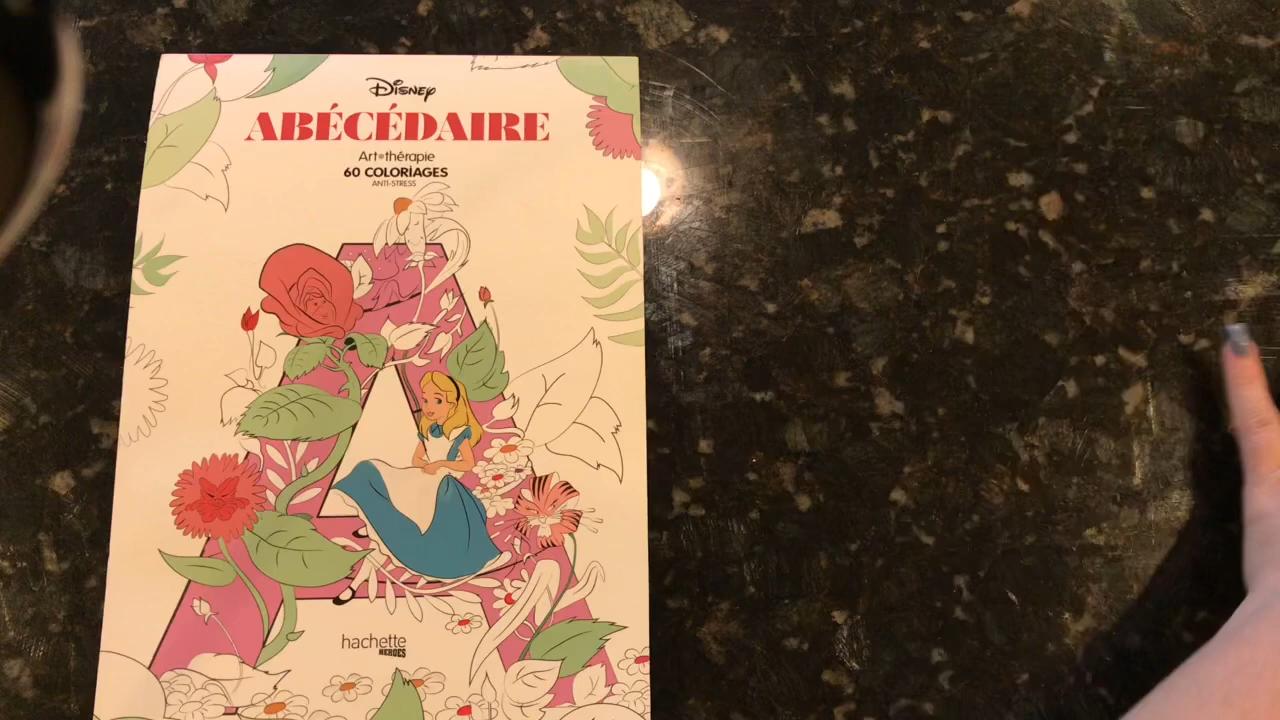 Disney
ABÉCÉDAIRE
Art-thérapie
60 COLORIAGES
ANTI-STRESS
hachette
HEROES